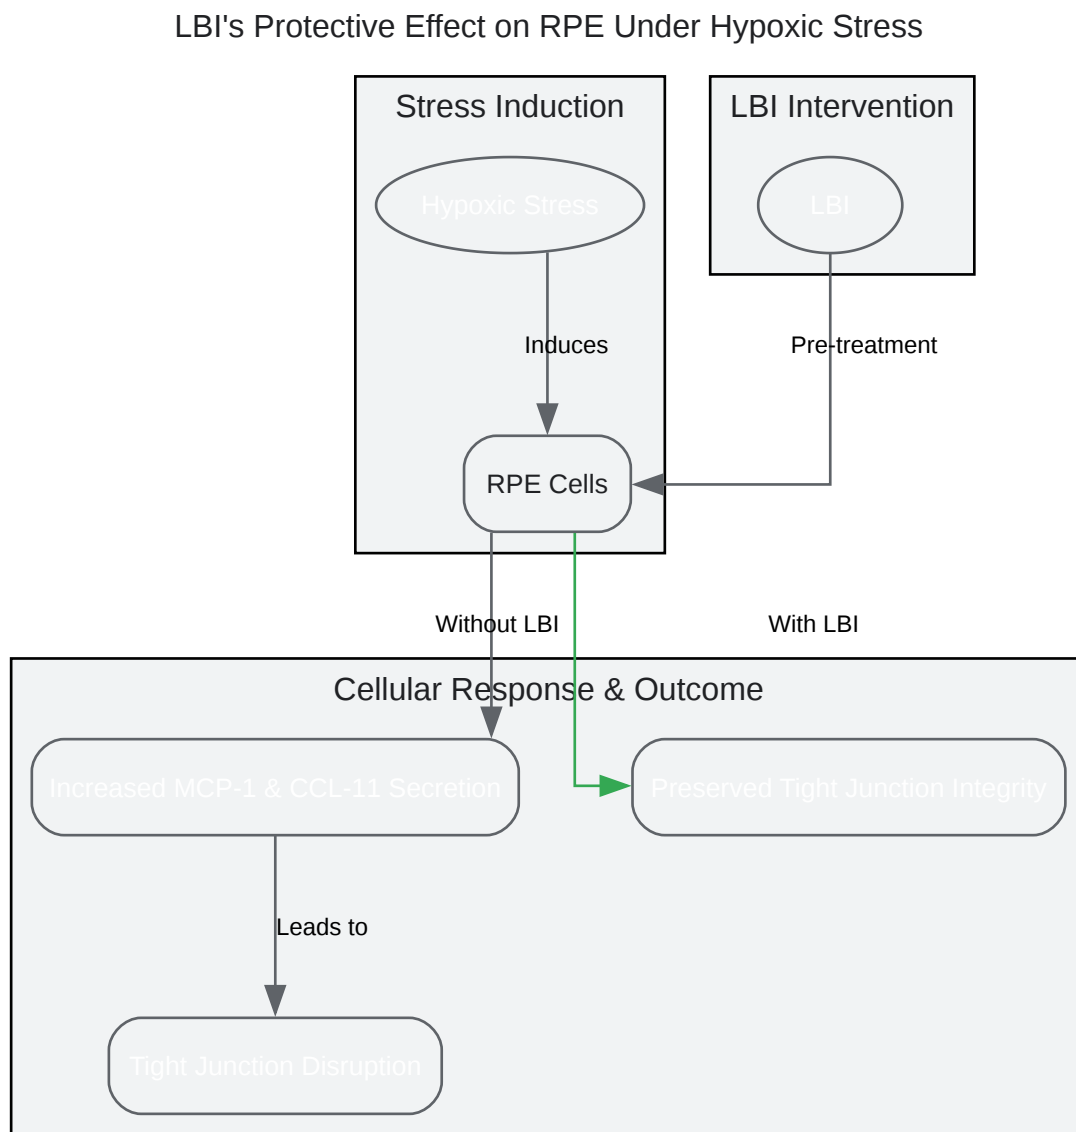 LBI's Protective Effect on RPE Under Hypoxic Stress
Stress Induction
LBI Intervention
Hypoxic Stress
LBI
Induces
Pre-treatment
RPE Cells
Without LBI
With LBI
Cellular Response & Outcome
Increased MCP-1 & CCL-11 Secretion
Preserved Tight Junction Integrity
Leads to
Tight Junction Disruption